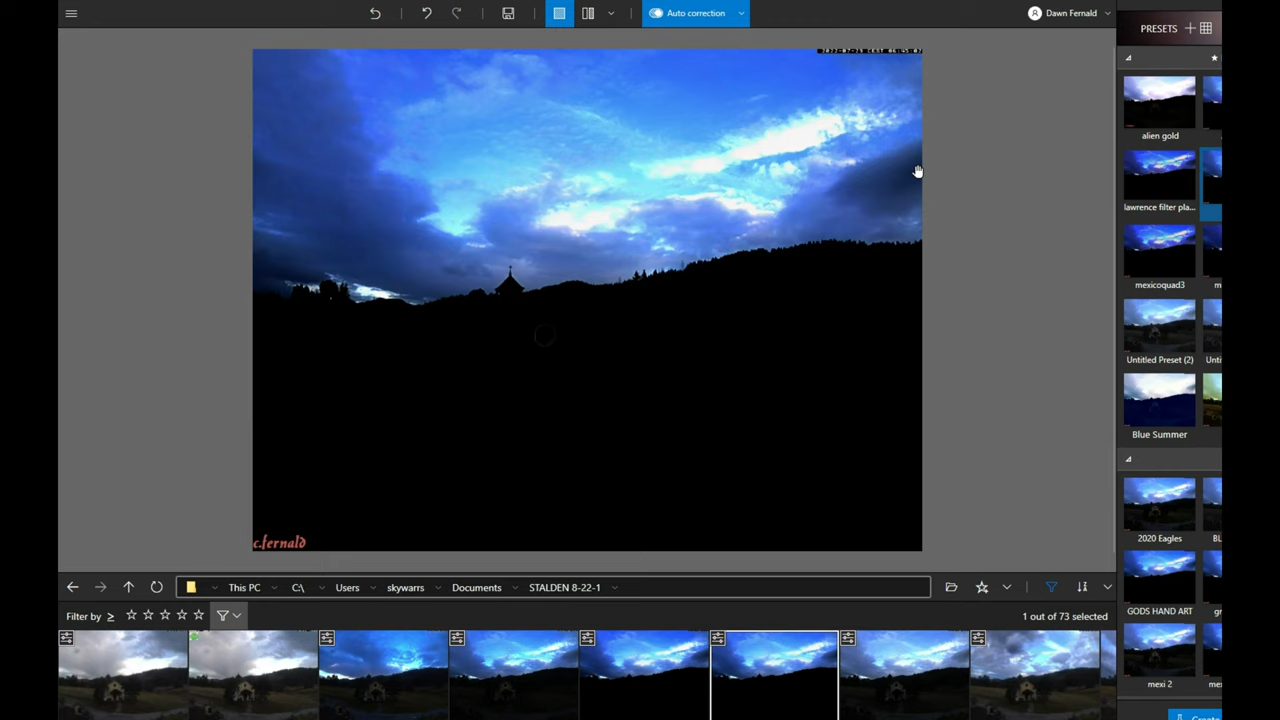 Auto correction
Dawn Fernald
PRESETS
alien gold
lawrence filter pla...
mexicoquad3
Untitled Preset (2)
Blue Summer
2020 Eagles
GODS HAND ART
mexi 2
c.fernald
This PC
C:\
Users
skywarrs
Documents
STALDEN 8-22-1
Filter by ≥
1 out of 73 selected